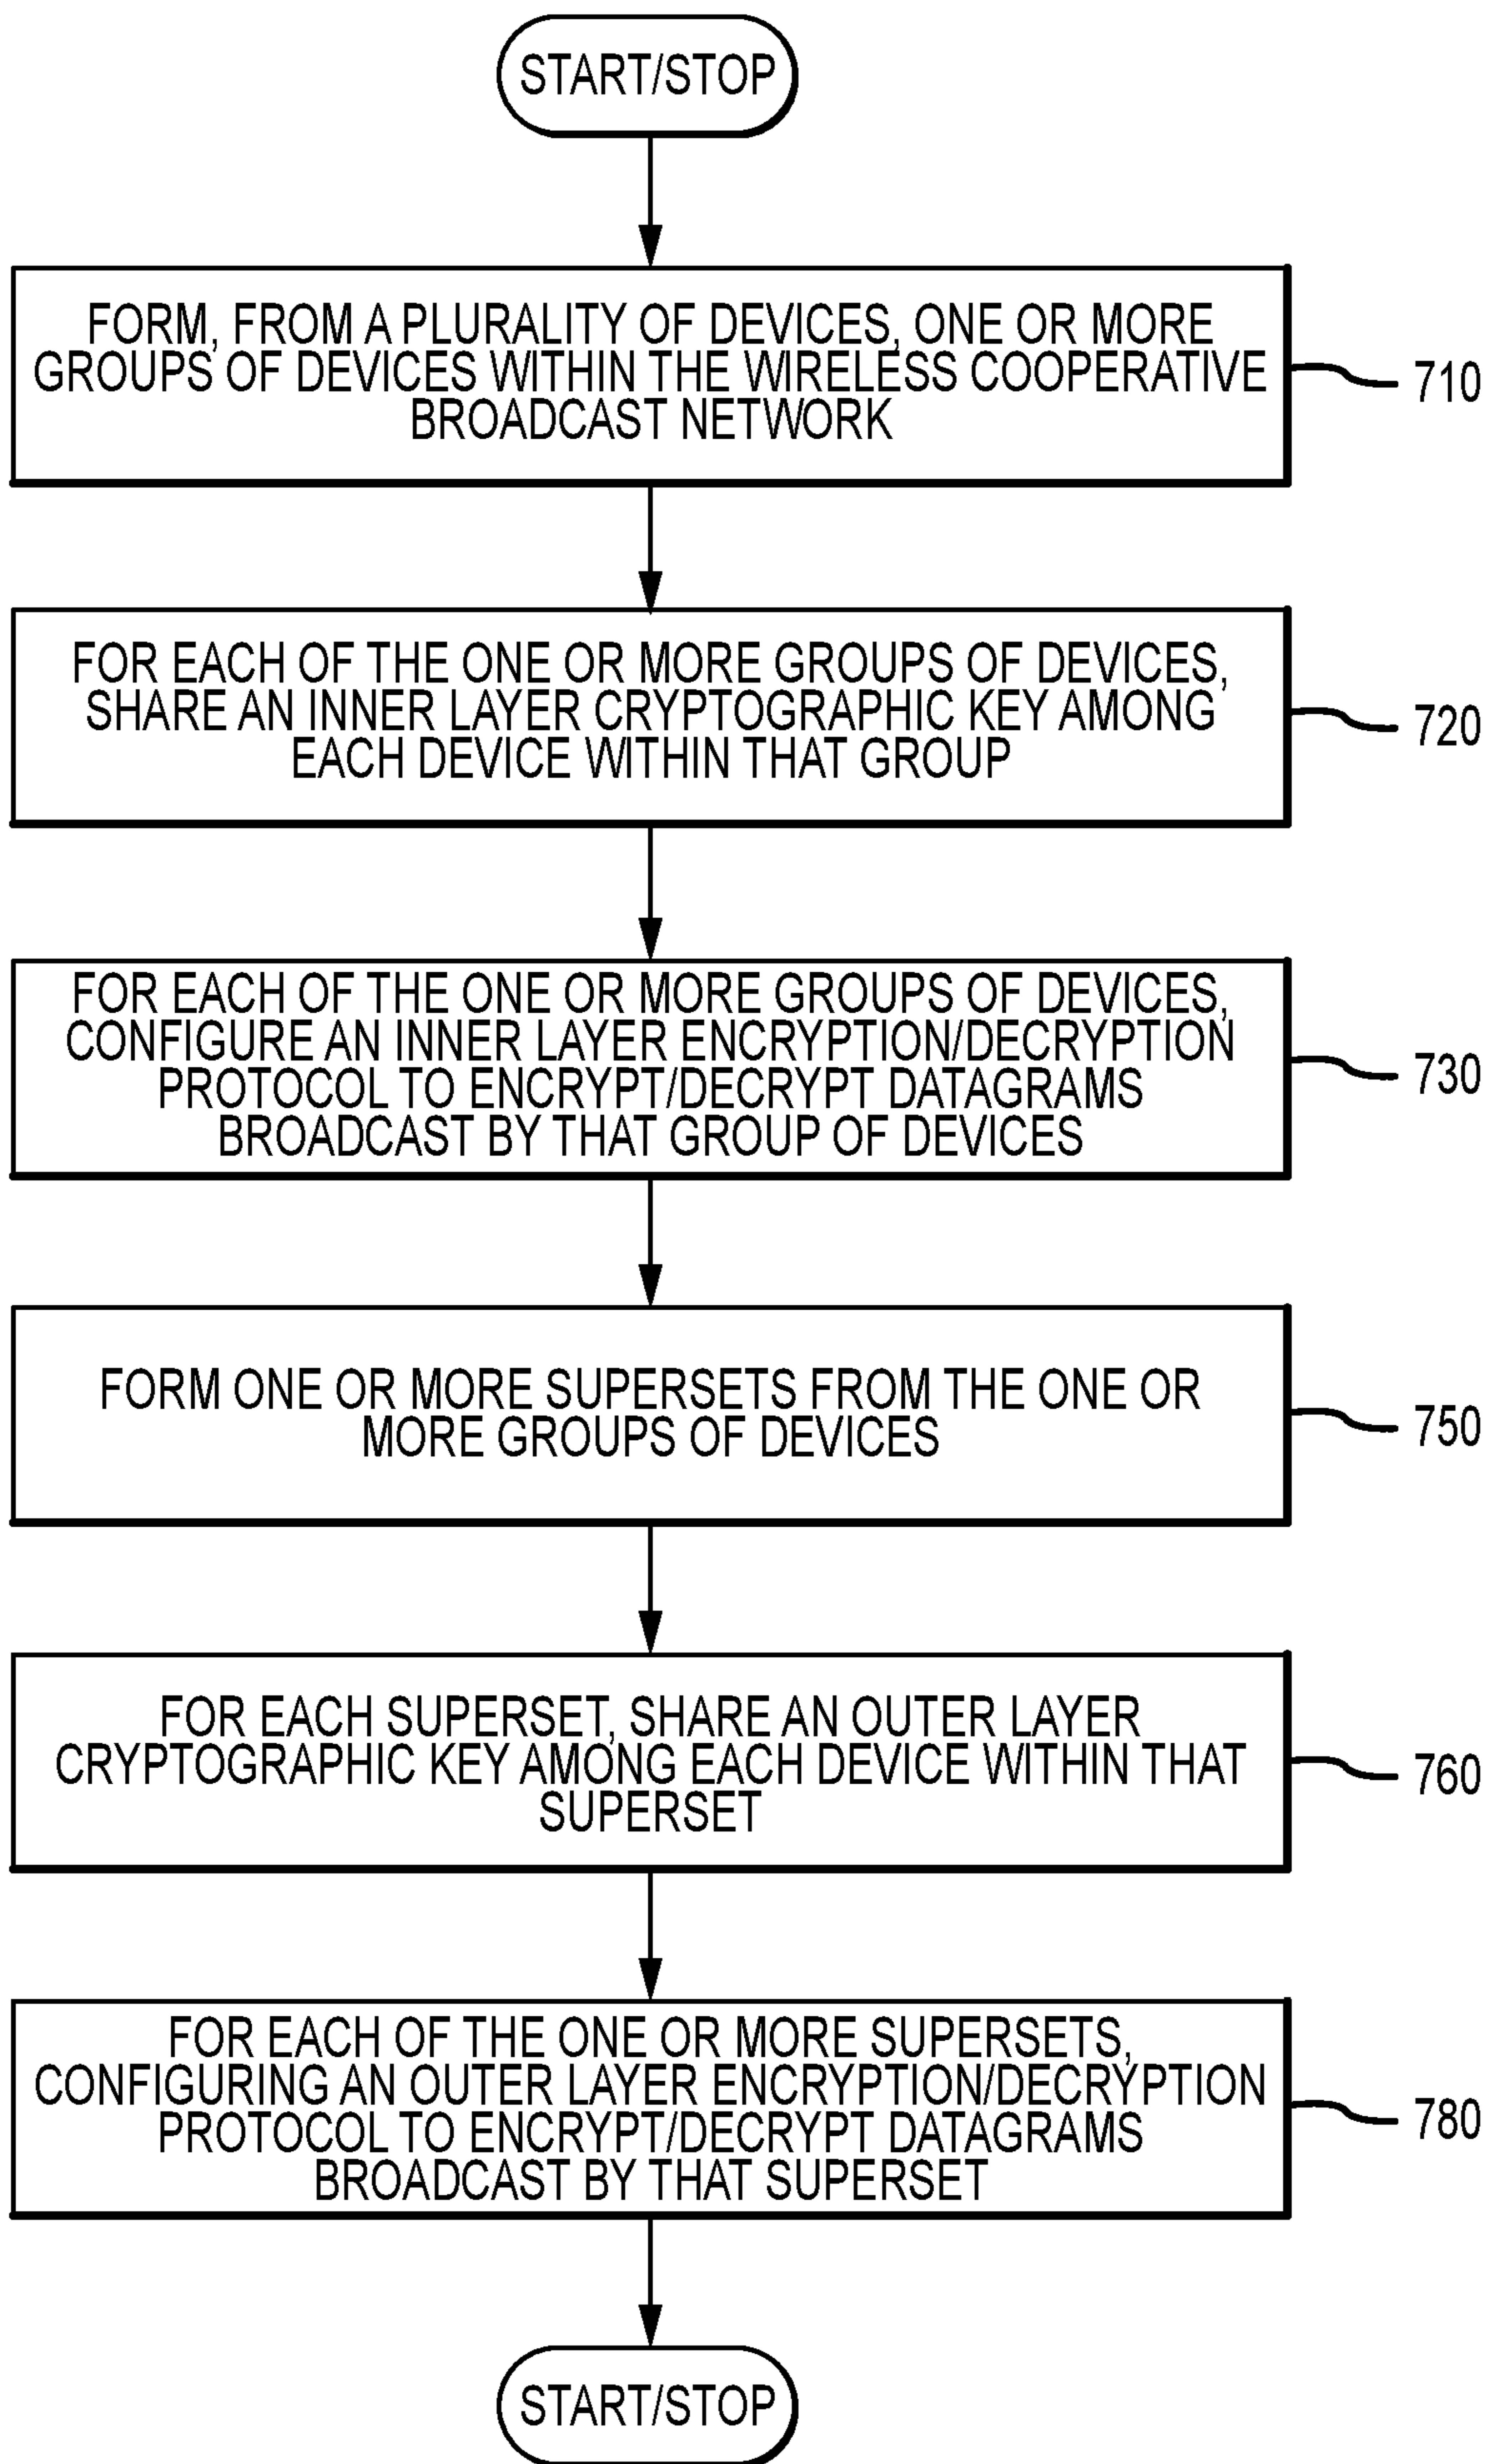 START/STOP
FORM, FROM A PLURALITY OF DEVICES, ONE OR MORE
GROUPS OF DEVICES WITHIN THE WIRELESS COOPERATIVE
BROADCAST NETWORK
710
FOR EACH OF THE ONE OR MORE GROUPS OF DEVICES,
SHARE AN INNER LAYER CRYPTOGRAPHIC KEY AMONG
EACH DEVICE WITHIN THAT GROUP
720
FOR EACH OF THE ONE OR MORE GROUPS OF DEVICES,
CONFIGURE AN INNER LAYER ENCRYPTION/DECRYPTION
PROTOCOL TO ENCRYPT/DECRYPT DATAGRAMS
BROADCAST BY THAT GROUP OF DEVICES
730
FORM ONE OR MORE SUPERSETS FROM THE ONE OR
MORE GROUPS OF DEVICES
750
FOR EACH SUPERSET, SHARE AN OUTER LAYER
CRYPTOGRAPHIC KEY AMONG EACH DEVICE WITHIN THAT
SUPERSET
760
FOR EACH OF THE ONE OR MORE SUPERSETS,
CONFIGURING AN OUTER LAYER ENCRYPTION/DECRYPTION
PROTOCOL TO ENCRYPT/DECRYPT DATAGRAMS
BROADCAST BY THAT SUPERSET
780
START/STOP